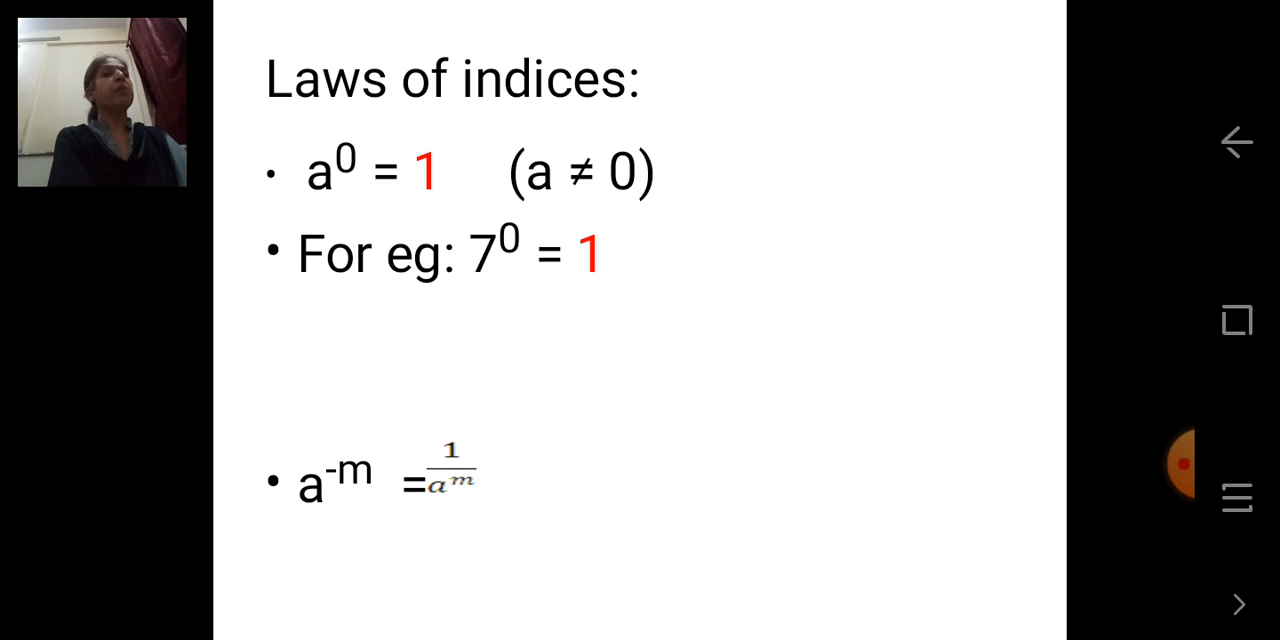 Laws of indices:
• a⁰ = 1 (a ≠ 0)
• For eg: 7⁰ = 1
• a⁻ᵐ = 1/aᵐ